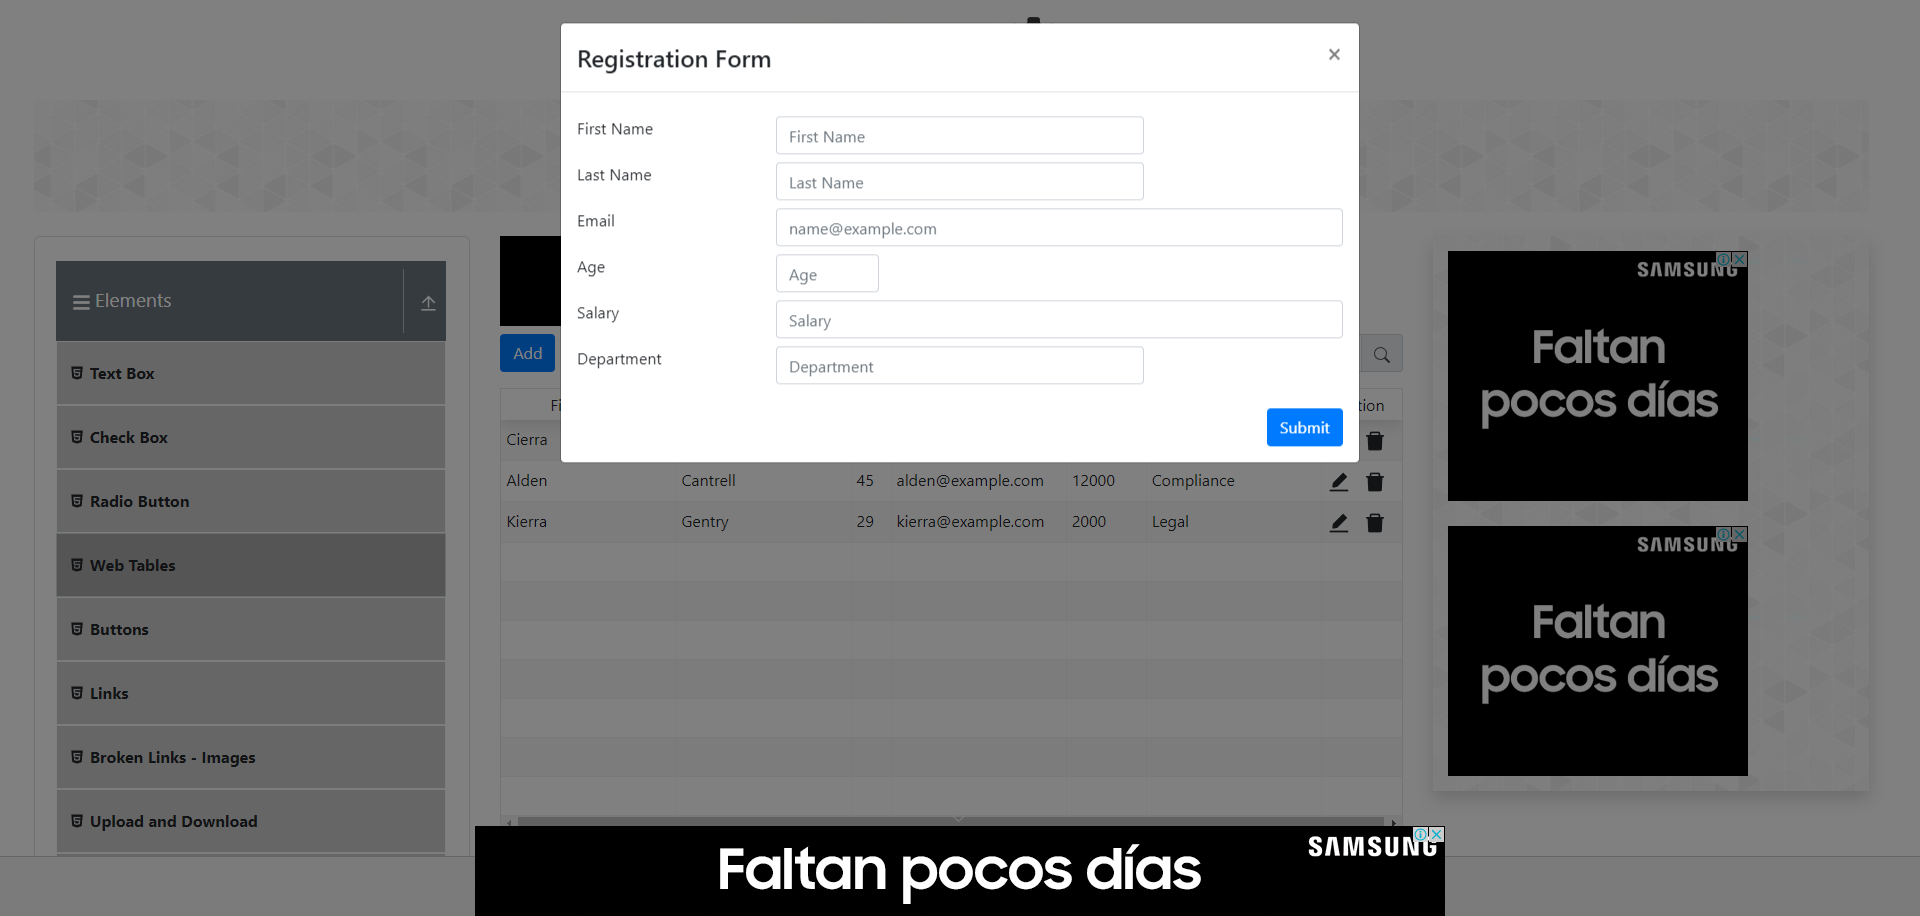 Registration Form
×
First Name
First Name
Last Name
Last Name
Email
name@example.com
Age
Age
Salary
Salary
Department
Department
Submit
Elements
Text Box
Check Box
Radio Button
Web Tables
Buttons
Links
Broken Links - Images
Upload and Download
Add
Cierra
Alden Cantrell 45 alden@example.com 12000 Compliance
Kierra Gentry 29 kierra@example.com 2000 Legal
SAMSUNG
Faltan
pocos días
SAMSUNG
Faltan
pocos días
Faltan pocos días
SAMSUNG